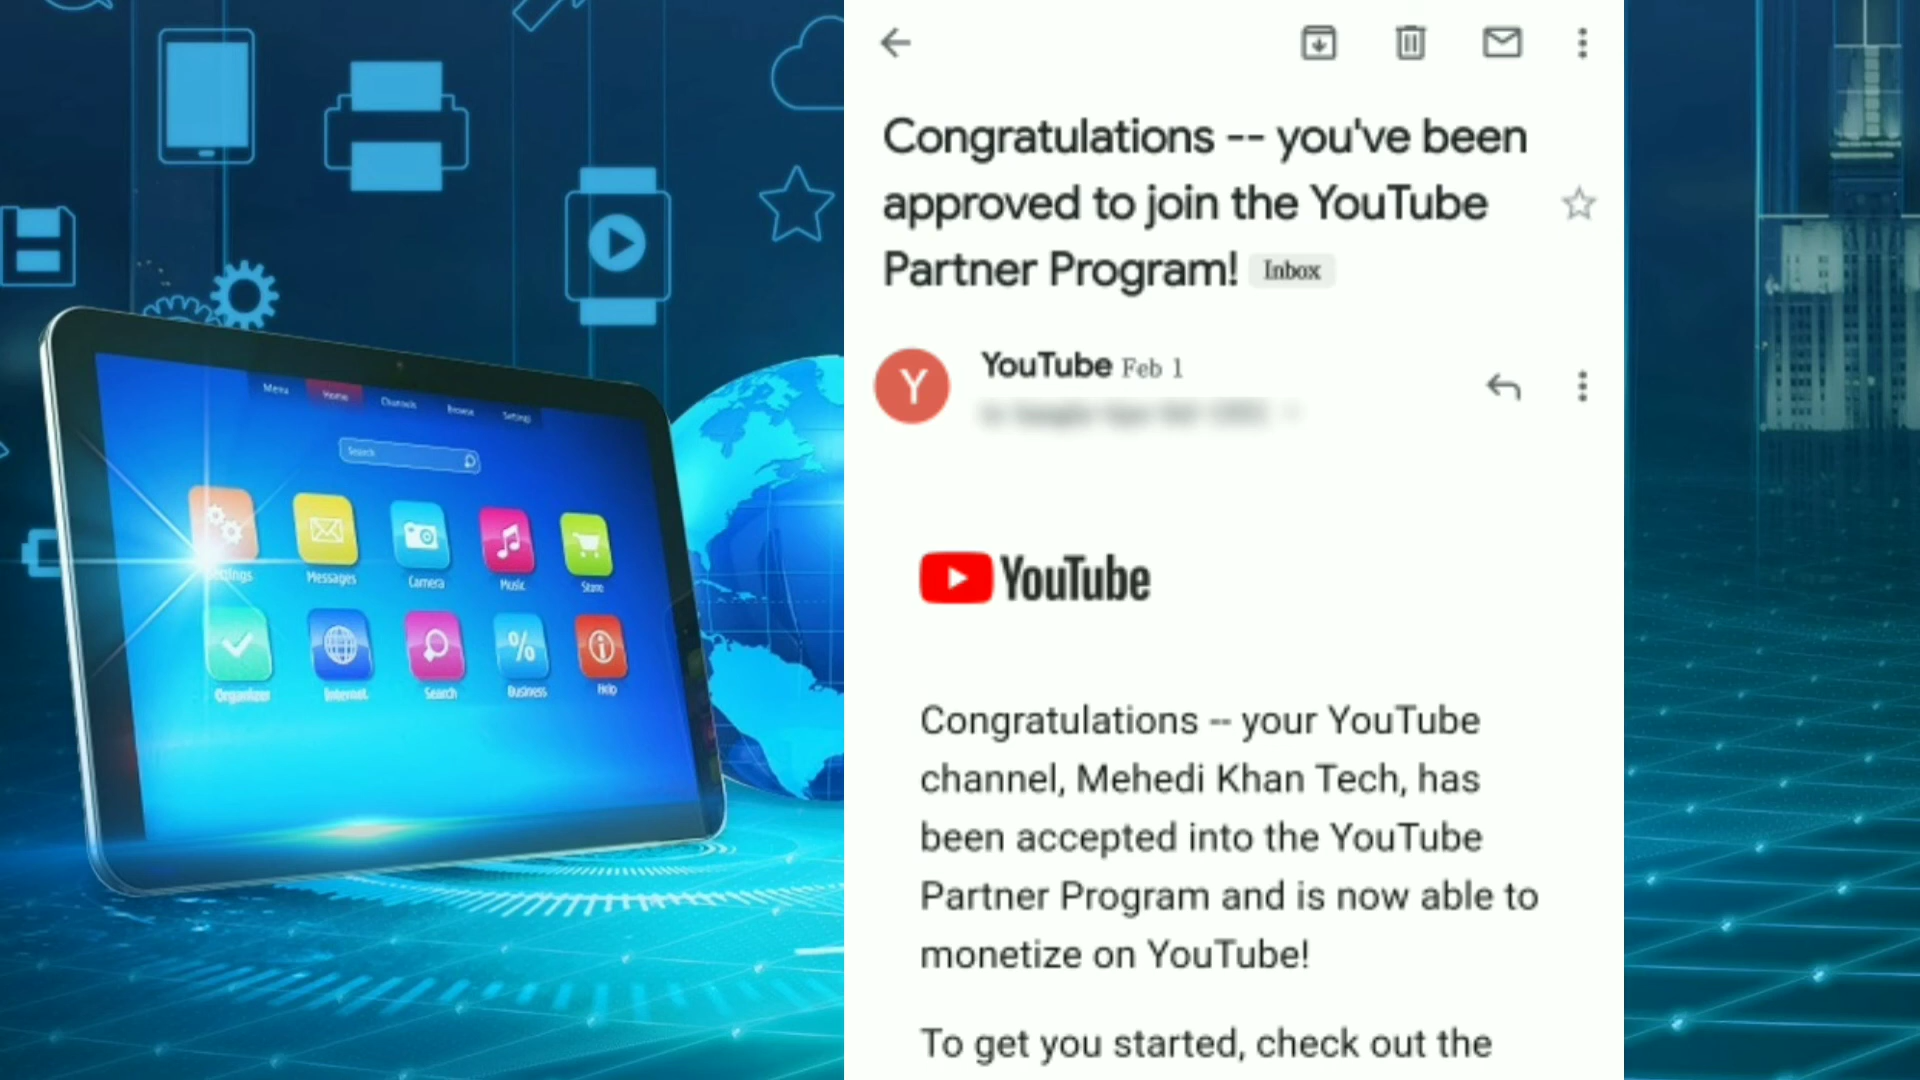 Congratulations -- you've been
approved to join the YouTube
Partner Program! Inbox
YouTube Feb 1
Y
YouTube
Congratulations -- your YouTube
channel, Mehedi Khan Tech, has
been accepted into the YouTube
Partner Program and is now able to
monetize on YouTube!
To get you started, check out the
Menu Home Channels Browse Settings
Search
Messages Camera Music Store
Organizer Internet Search Business Help
%